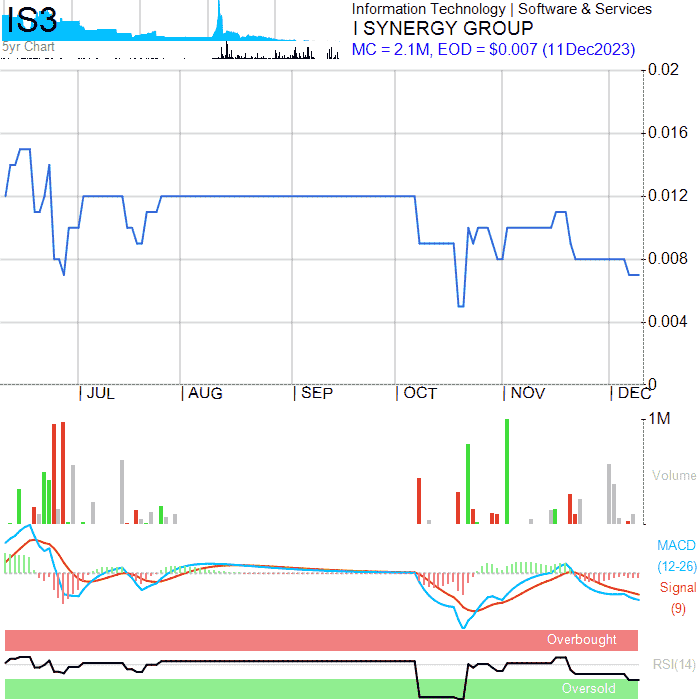 IS3
5yr Chart
Information Technology | Software & Services
I SYNERGY GROUP
MC = 2.1M, EOD = $0.007 (11Dec2023)
0.02
0.016
0.012
0.008
0.004
0
| JUL | AUG | SEP | OCT | NOV | DEC
1M
Volume
MACD
(12-26)
Signal
(9)
Overbought
RSI(14)
Oversold